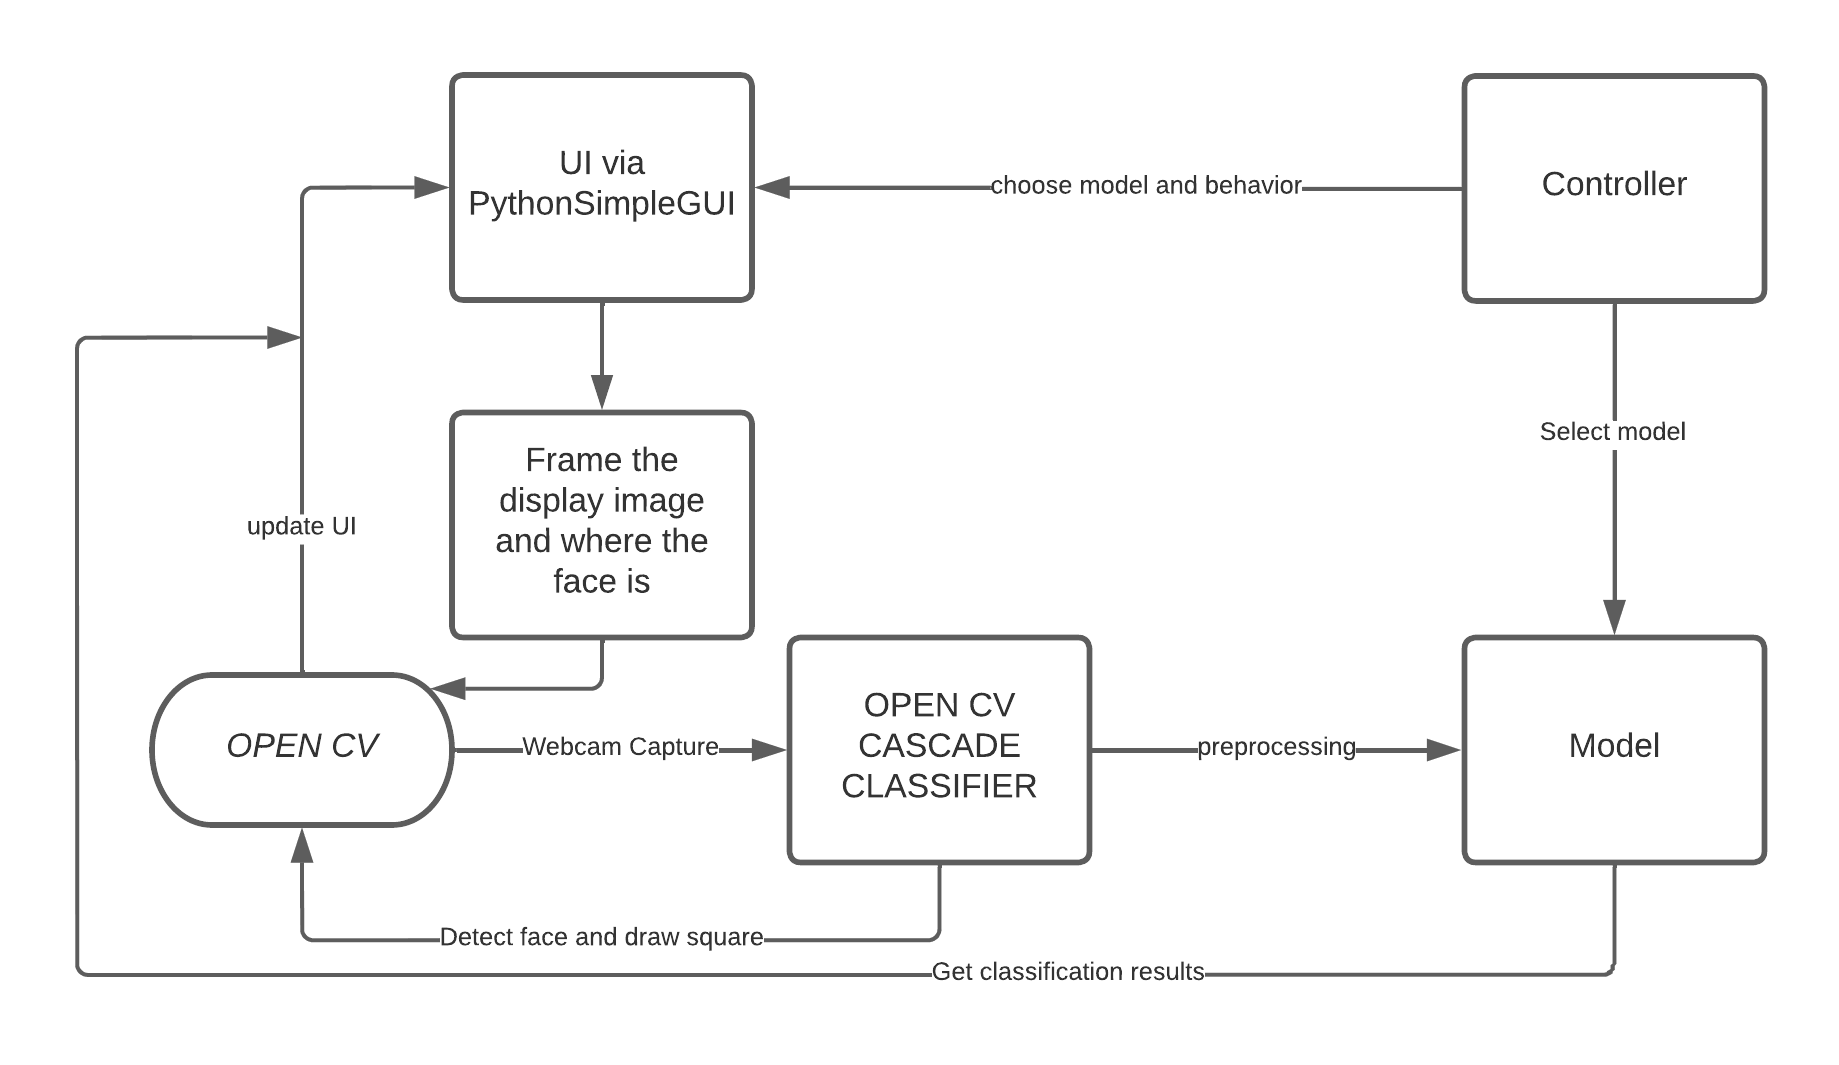 UI via
PythonSimpleGUI
choose model and behavior
Controller
Select model
Frame the
display image
and where the
face is
update UI
OPEN CV
Webcam Capture
OPEN CV
CASCADE
CLASSIFIER
preprocessing
Model
Detect face and draw square
Get classification results